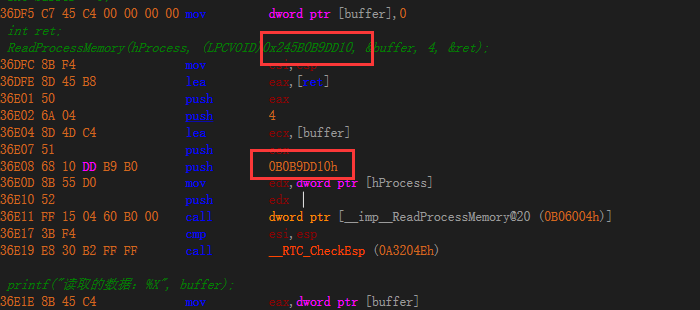 36DF5 C7 45 C4 00 00 00 00 mov dword ptr [buffer],0
int ret;
ReadProcessMemory(hProcess, (LPCVOID)0x245B0B9DD10, &buffer, 4, &ret);
36DFC 8B F4 mov esi,esp
36DFE 8D 45 B8 lea eax,[ret]
36E01 50 push eax
36E02 6A 04 push 4
36E04 8D 4D C4 lea ecx,[buffer]
36E07 51 push ecx
36E08 68 10 DD B9 B0 push 0B0B9DD10h
36E0D 8B 55 D0 mov edx,dword ptr [hProcess]
36E10 52 push edx
36E11 FF 15 04 60 B0 00 call dword ptr [__imp__ReadProcessMemory@20 (0B06004h)]
36E17 3B F4 cmp esi,esp
36E19 E8 30 B2 FF FF call __RTC_CheckEsp (0A3204Eh)
printf("读取的数据：%X", buffer);
36E1E 8B 45 C4 mov eax,dword ptr [buffer]